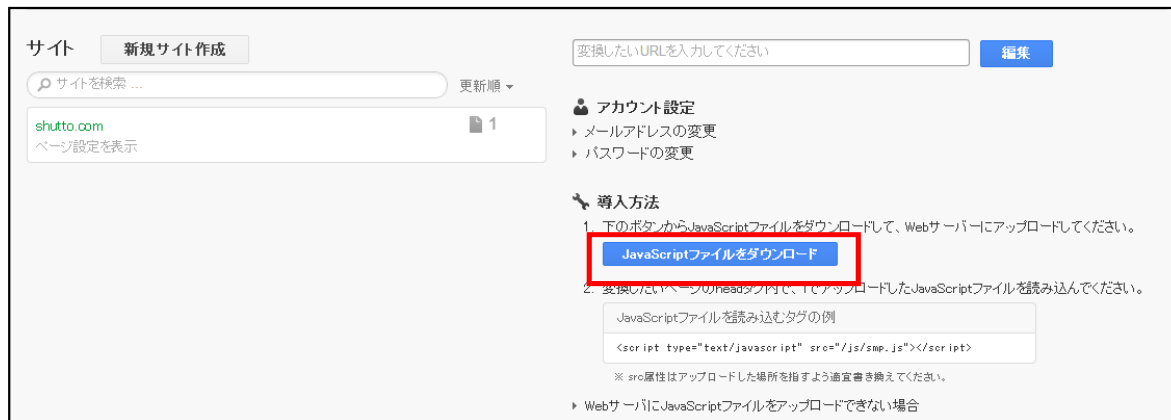 サイト
新規サイト作成
サイトを検索 ...
更新順
shutto.com
1
ページ設定を表示
変換したいURLを入力してください
編集
アカウント設定
メールアドレスの変更
パスワードの変更
導入方法
1. 下のボタンからJavaScriptファイルをダウンロードして、Webサーバーにアップロードしてください。
JavaScriptファイルをダウンロード
2. 変換したいページのheadタグ内で、1でアップロードしたJavaScriptファイルを読み込んでください。
JavaScriptファイルを読み込むタグの例
<script type="text/javascript" src="/js/smp.js"></script>
※ src属性はアップロードした場所を指すよう適宜書き換えてください。
WebサーバにJavaScriptファイルをアップロードできない場合